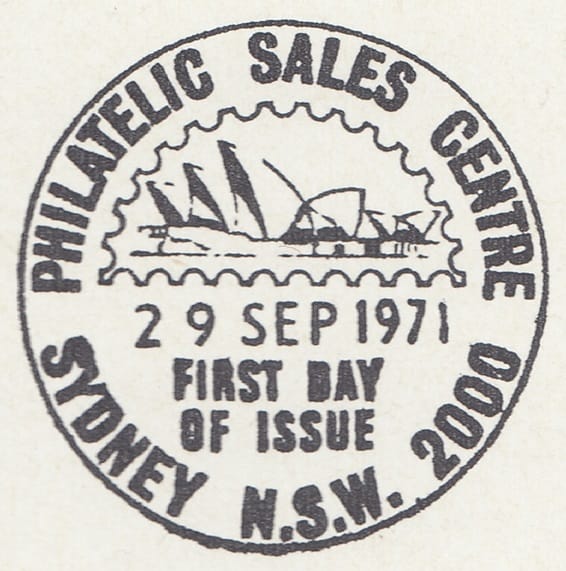 PHILATELIC SALES CENTRE
29 SEP 1971
FIRST DAY
OF ISSUE
SYDNEY N.S.W. 2000